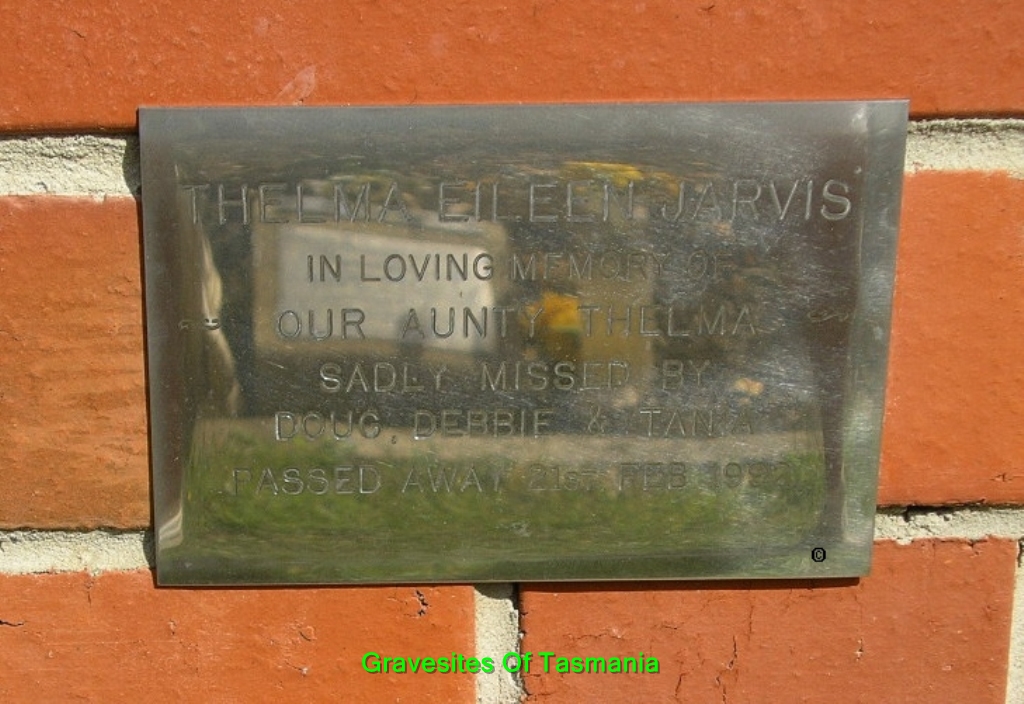 THELMA EILEEN JARVIS
IN LOVING MEMORY OF
OUR AUNTY THELMA
SADLY MISSED BY
DOUG, DEBBIE & TANIA
PASSED AWAY 21ST FEB 1992
©
Gravesites Of Tasmania